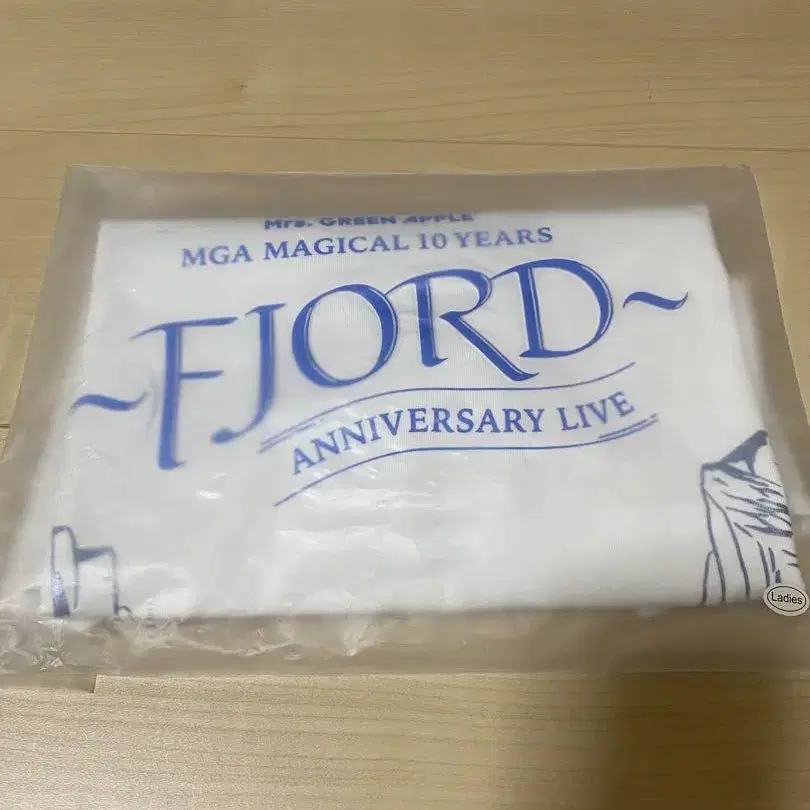 Mrs. GREEN APPLE
MGA MAGICAL 10 YEARS
~FJORD~
ANNIVERSARY LIVE
Ladies